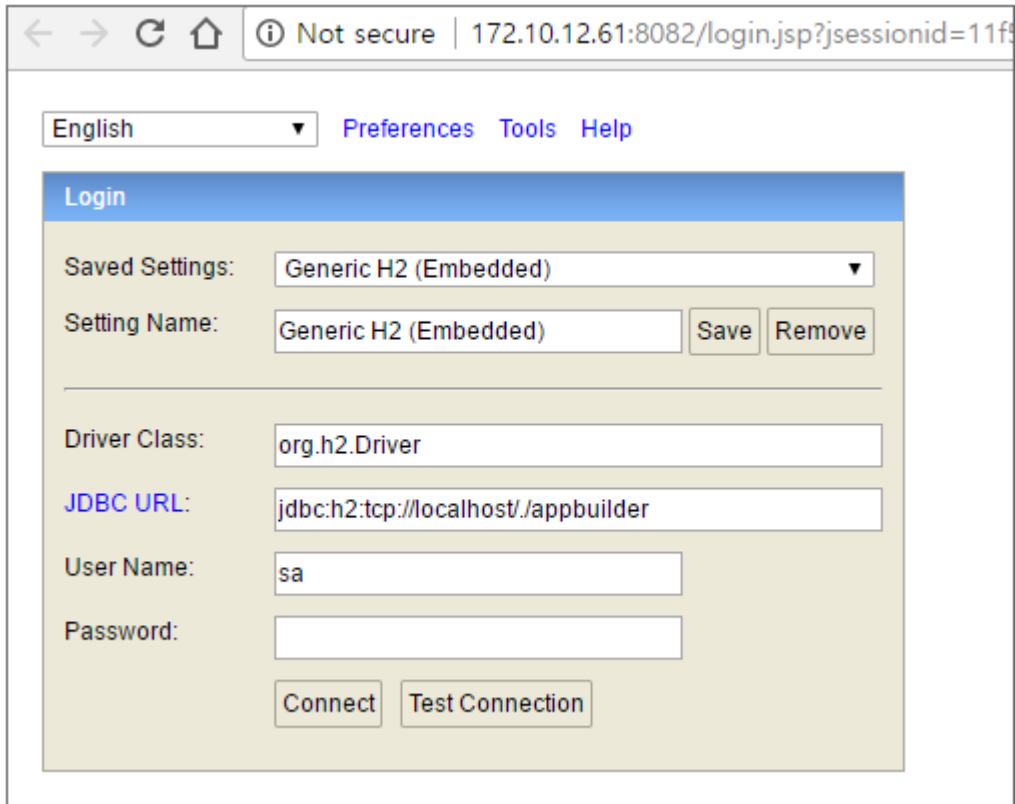 Not secure | 172.10.12.61:8082/login.jsp?jsessionid=11f
English Preferences Tools Help
Login
Saved Settings: Generic H2 (Embedded)
Setting Name: Generic H2 (Embedded) Save Remove
Driver Class: org.h2.Driver
JDBC URL: jdbc:h2:tcp://localhost/./appbuilder
User Name: sa
Password:
Connect Test Connection